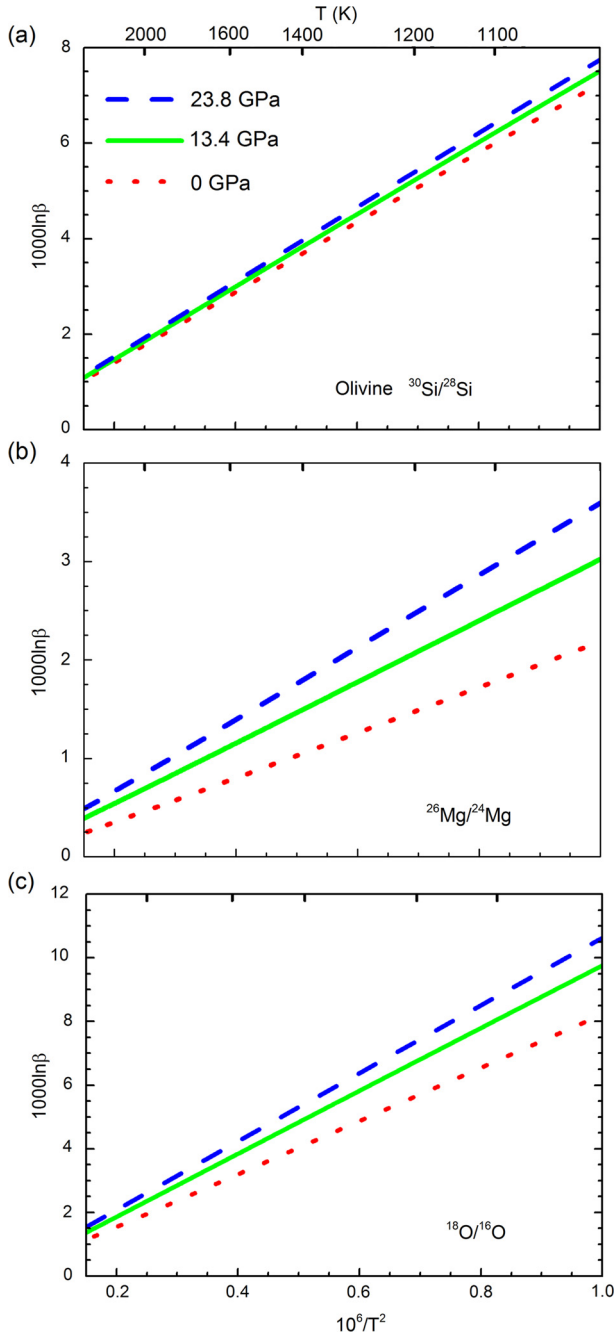 T (K)
(a)
2000 1800 1600 1400 1200 1100
8
23.8 GPa
6
13.4 GPa
0 GPa
4
1000lnβ
2
Olivine ³⁰Si/²⁸Si
0
(b)
4
3
2
1000lnβ
1
²⁶Mg/²⁴Mg
0
(c)
12
10
8
6
1000lnβ
4
2
¹⁸O/¹⁶O
0
0.2 0.4 0.6 0.8 1.0
10⁶/T²